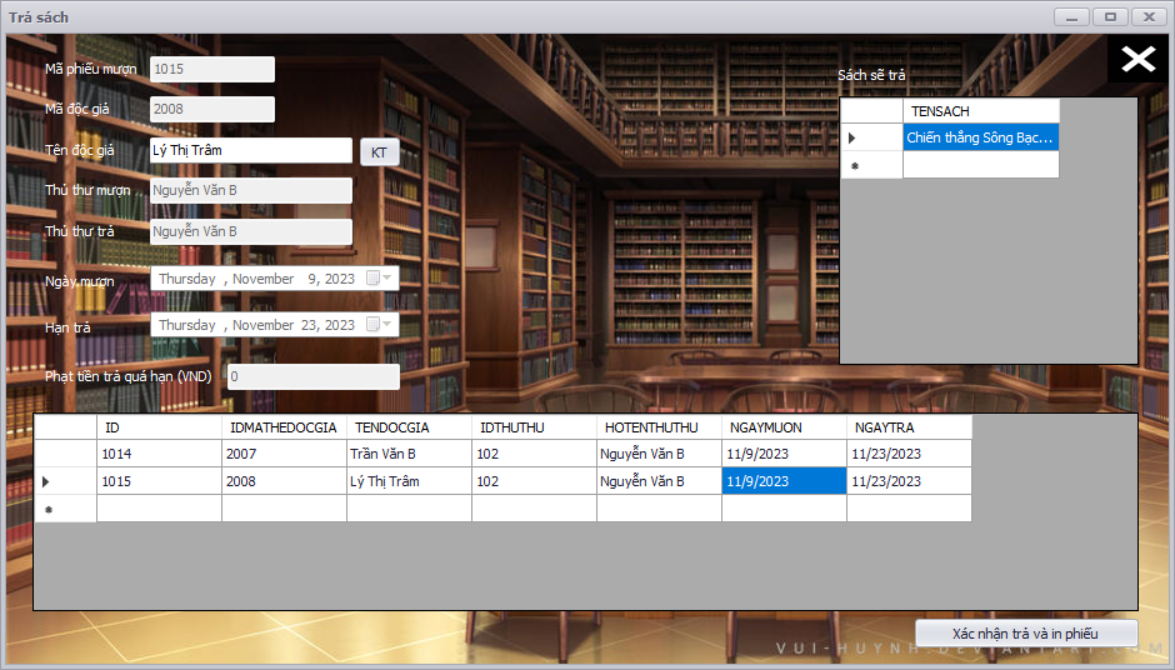 Trả sách
Mã phiếu mượn 1015
Sách sẽ trả
Mã độc giả 2008
TENSACH
Chiến thắng Sông Bạc...
Tên độc giả Lý Thị Trâm KT
Thủ thư mượn Nguyễn Văn B
Thủ thư trả Nguyễn Văn B
Ngày mượn Thursday , November 9, 2023
Hạn trả Thursday , November 23, 2023
Phạt tiền trả quá hạn (VND) 0
ID IDMATHEDOCGIA TENDOCGIA IDTHUTHU HOTENTHUTHU NGAYMUON NGAYTRA
1014 2007 Trần Văn B 102 Nguyễn Văn B 11/9/2023 11/23/2023
1015 2008 Lý Thị Trâm 102 Nguyễn Văn B 11/9/2023 11/23/2023
Xác nhận trả và in phiếu
VUI-HUYNH.DEVIANTART.COM